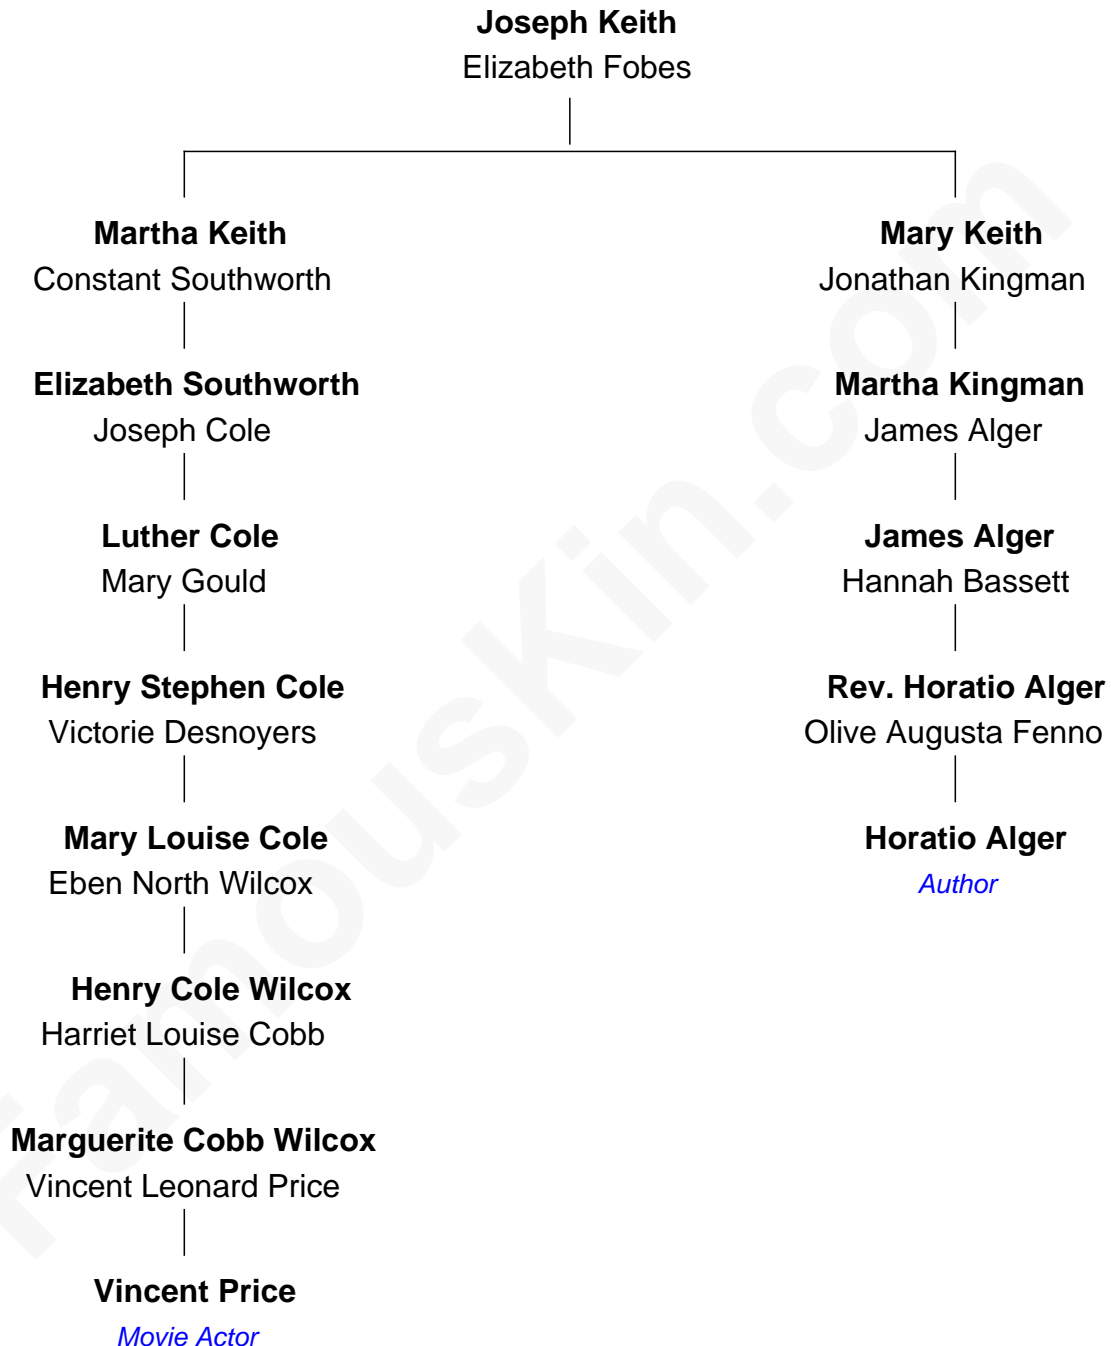 Joseph Keith
Elizabeth Fobes
Martha Keith
Constant Southworth
Elizabeth Southworth
Joseph Cole
Luther Cole
Mary Gould
Henry Stephen Cole
Victorie Desnoyers
Mary Louise Cole
Eben North Wilcox
Henry Cole Wilcox
Harriet Louise Cobb
Marguerite Cobb Wilcox
Vincent Leonard Price
Vincent Price
Movie Actor
Mary Keith
Jonathan Kingman
Martha Kingman
James Alger
James Alger
Hannah Bassett
Rev. Horatio Alger
Olive Augusta Fenno
Horatio Alger
Author
FamousKin.com